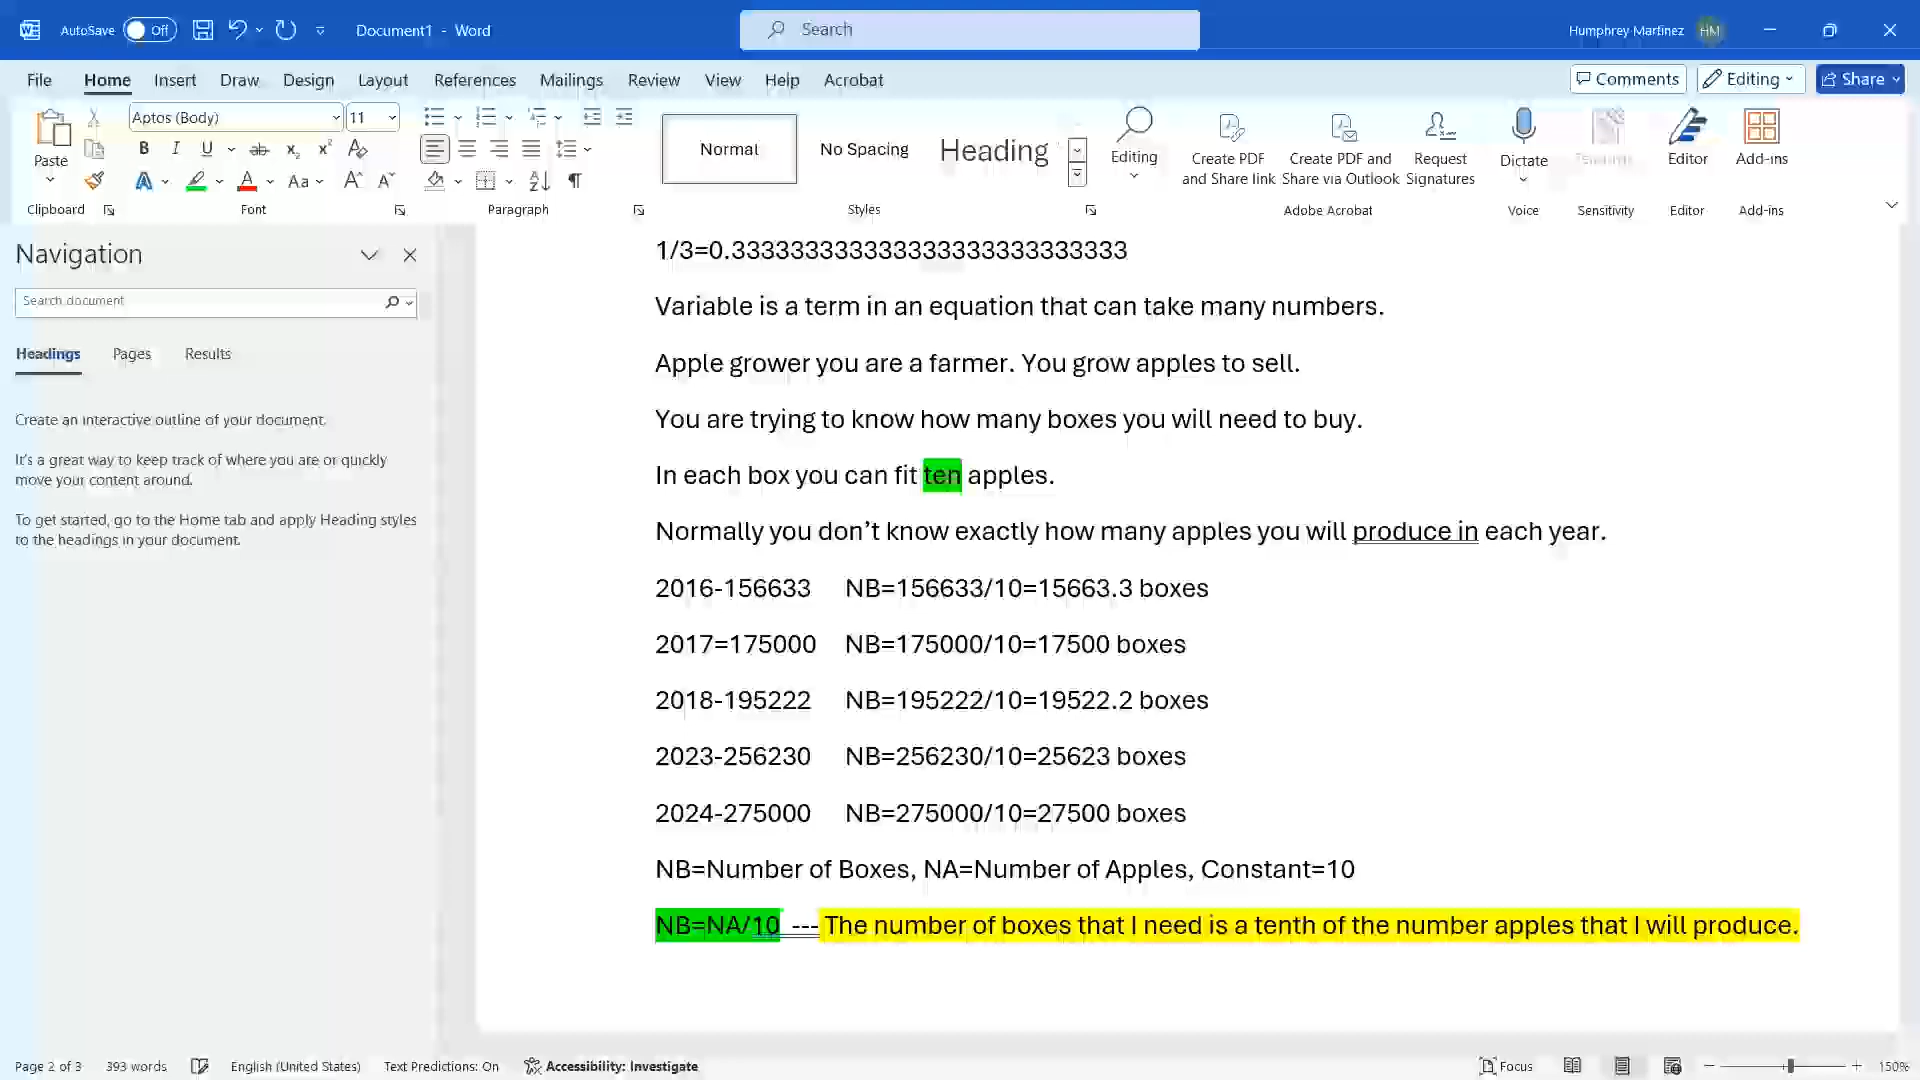 AutoSave Off Document1 - Word Search Humphrey Martinez HM
File Home Insert Draw Design Layout References Mailings Review View Help Acrobat Comments Editing Share
Paste Aptos (Body) 11 Normal No Spacing Heading Editing Create PDF and Share link Create PDF and Share via Outlook Request Signatures Dictate Editor Add-ins
Clipboard Font Paragraph Styles Adobe Acrobat Voice Sensitivity Editor Add-ins
Navigation
Search document
Headings Pages Results
Create an interactive outline of your document.
It's a great way to keep track of where you are or quickly
move your content around.
To get started, go to the Home tab and apply Heading styles
to the headings in your document.
Variable is a term in an equation that can take many numbers.
Apple grower you are a farmer. You grow apples to sell.
You are trying to know how many boxes you will need to buy.
In each box you can fit ten apples.
Normally you don’t know exactly how many apples you will produce in each year.
2016-156633 NB=156633/10=15663.3 boxes
2017=175000 NB=175000/10=17500 boxes
2018-195222 NB=195222/10=19522.2 boxes
2023-256230 NB=256230/10=25623 boxes
2024-275000 NB=275000/10=27500 boxes
NB=Number of Boxes, NA=Number of Apples, Constant=10
NB=NA/10 --- The number of boxes that I need is a tenth of the number apples that I will produce.
Page 2 of 3 393 words English (United States) Text Predictions: On Accessibility: Investigate Focus 150%